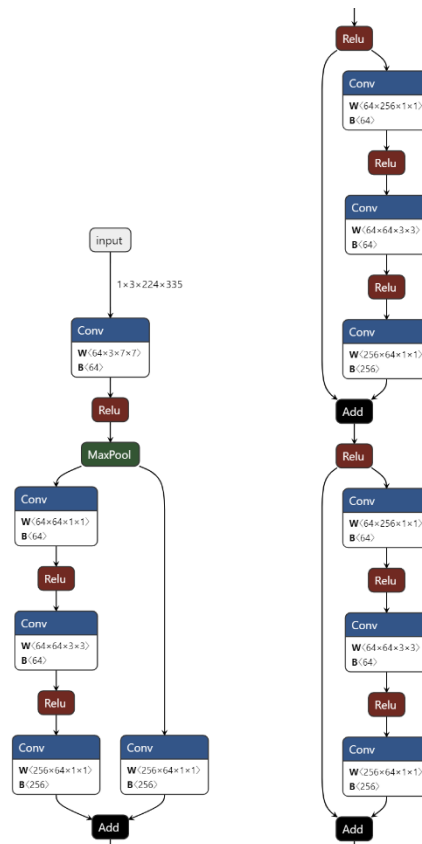 input
1×3×224×335
Conv
W⟨64×3×7×7⟩
B⟨64⟩
Relu
MaxPool
Conv
W⟨64×64×1×1⟩
B⟨64⟩
Relu
Conv
W⟨64×64×3×3⟩
B⟨64⟩
Relu
Conv
W⟨256×64×1×1⟩
B⟨256⟩
Conv
W⟨256×64×1×1⟩
B⟨256⟩
Add
Relu
Conv
W⟨64×256×1×1⟩
B⟨64⟩
Relu
Conv
W⟨64×64×3×3⟩
B⟨64⟩
Relu
Conv
W⟨256×64×1×1⟩
B⟨256⟩
Add
Relu
Conv
W⟨64×256×1×1⟩
B⟨64⟩
Relu
Conv
W⟨64×64×3×3⟩
B⟨64⟩
Relu
Conv
W⟨256×64×1×1⟩
B⟨256⟩
Add